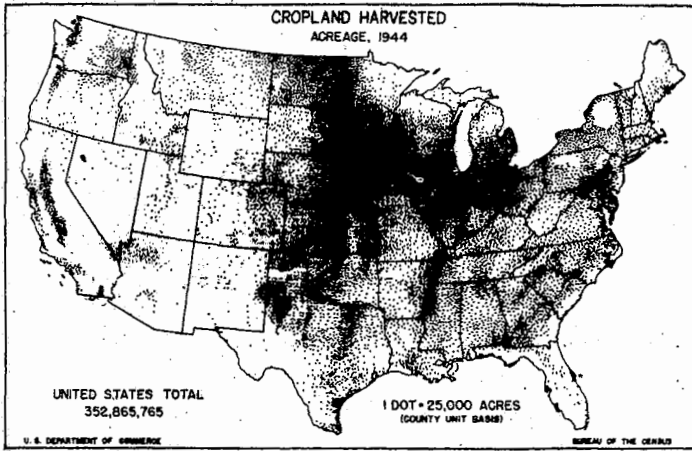 CROPLAND HARVESTED
ACREAGE, 1944
UNITED STATES TOTAL
352,865,765
1 DOT = 25,000 ACRES
(COUNTY UNIT BASIS)
U. S. DEPARTMENT OF COMMERCE
BUREAU OF THE CENSUS